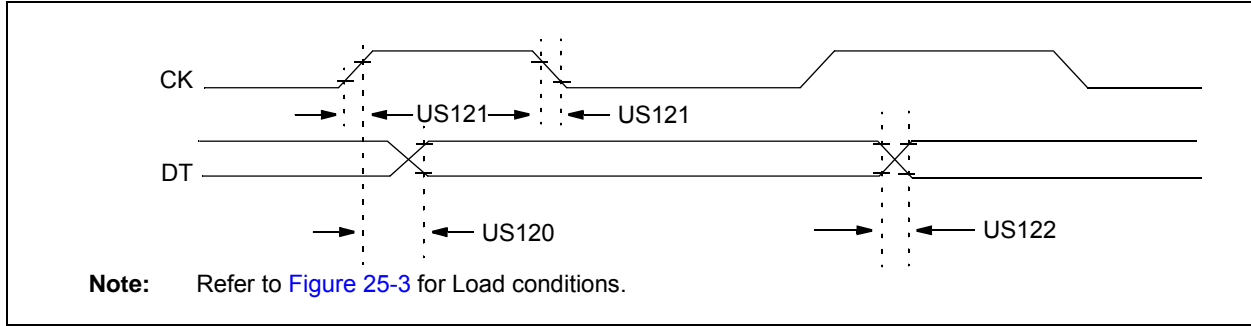 CK
US121
US121
DT
US120
US122
Note: Refer to Figure 25-3 for Load conditions.